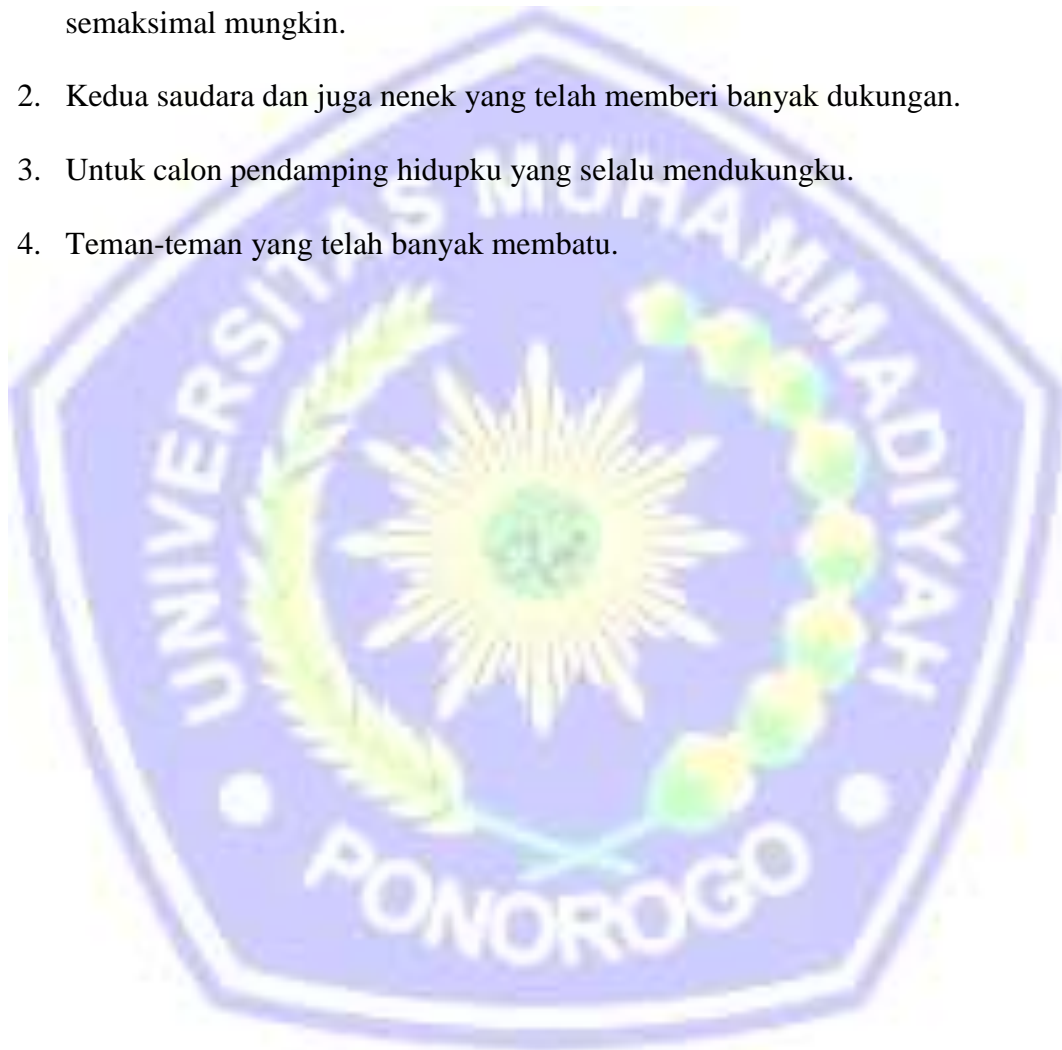 semaksimal mungkin.
2. Kedua saudara dan juga nenek yang telah memberi banyak dukungan.
3. Untuk calon pendamping hidupku yang selalu mendukungku.
4. Teman-teman yang telah banyak membatu.
UNIVERSITAS MUHAMMADIYAH
PONOROGO